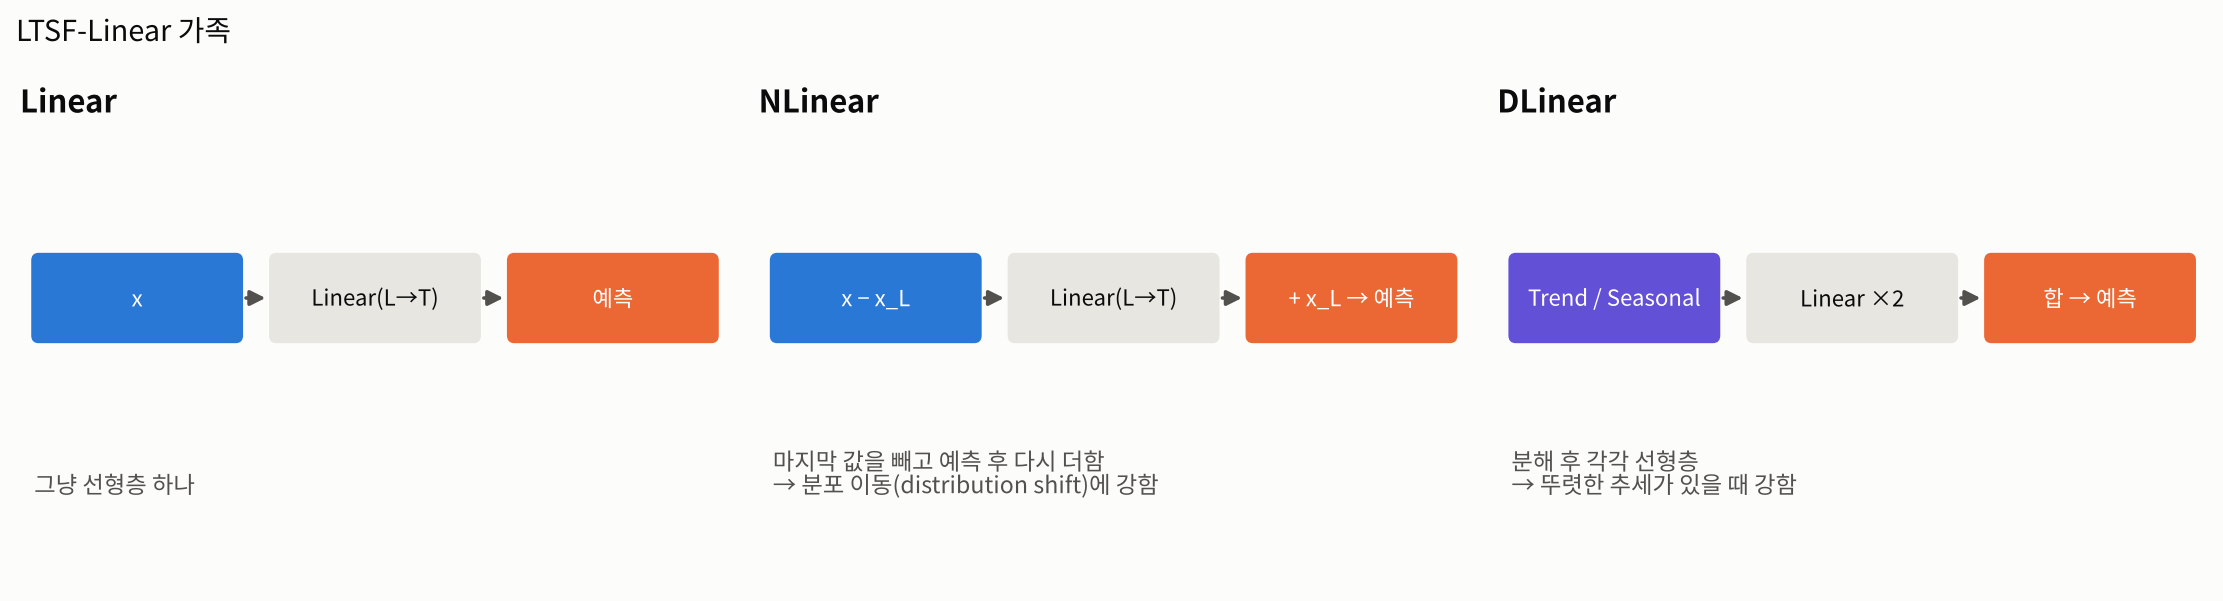 LTSF-Linear 가족
Linear
x
Linear(L→T)
예측
그냥 선형층 하나
NLinear
x − x_L
Linear(L→T)
+ x_L → 예측
마지막 값을 빼고 예측 후 다시 더함
→ 분포 이동(distribution shift)에 강함
DLinear
Trend / Seasonal
Linear ×2
합 → 예측
분해 후 각각 선형층
→ 뚜렷한 추세가 있을 때 강함